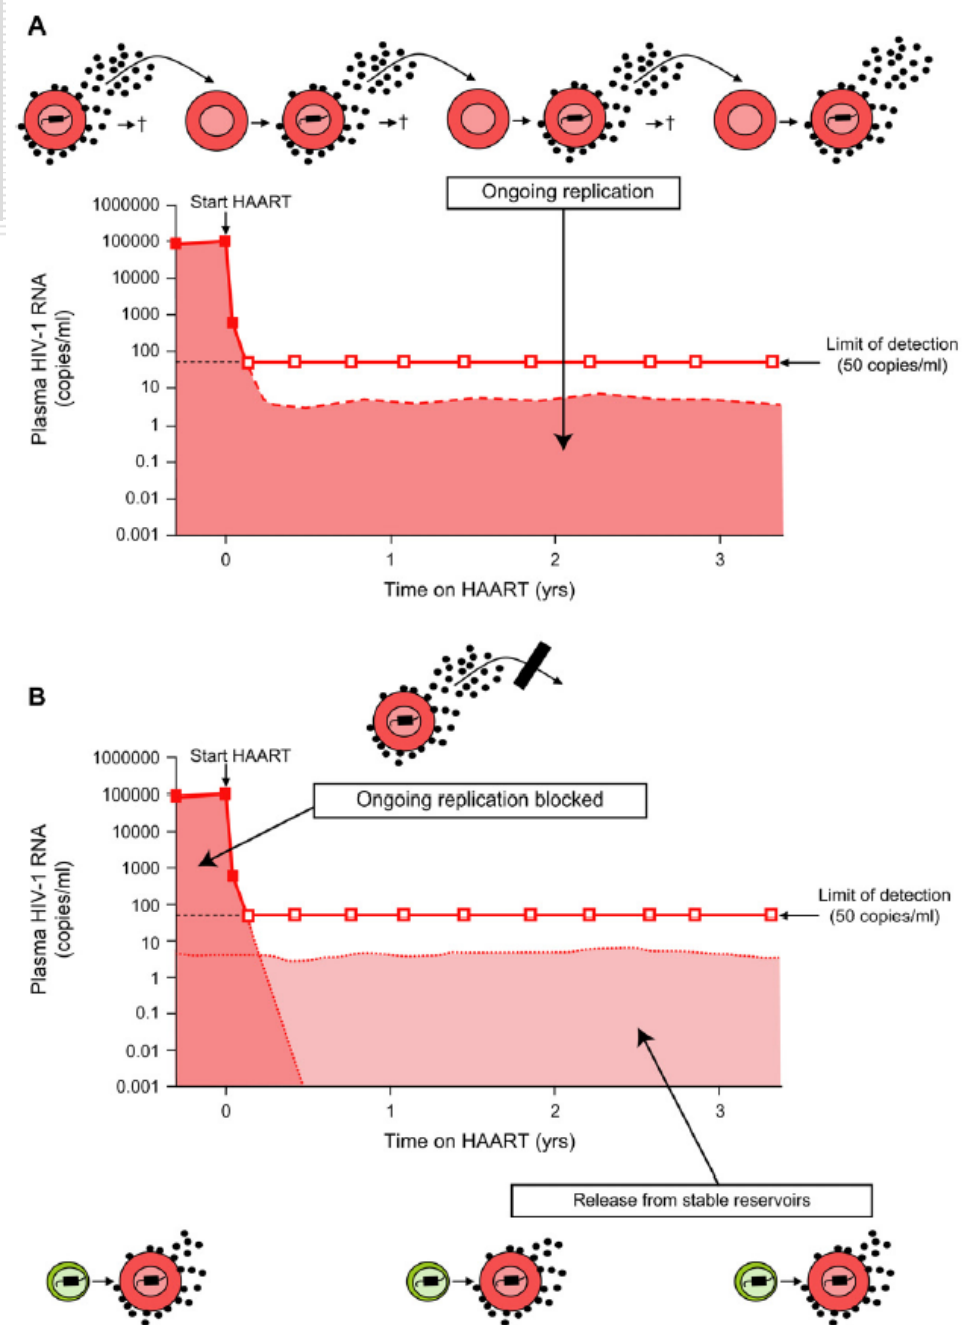 A
Ongoing replication
Start HAART
1000000
100000
10000
1000
100
10
1
0.1
0.01
0.001
Plasma HIV-1 RNA
(copies/ml)
Limit of detection
(50 copies/ml)
0 1 2 3
Time on HAART (yrs)
B
Start HAART
Ongoing replication blocked
1000000
100000
10000
1000
100
10
1
0.1
0.01
0.001
Plasma HIV-1 RNA
(copies/ml)
Limit of detection
(50 copies/ml)
0 1 2 3
Time on HAART (yrs)
Release from stable reservoirs